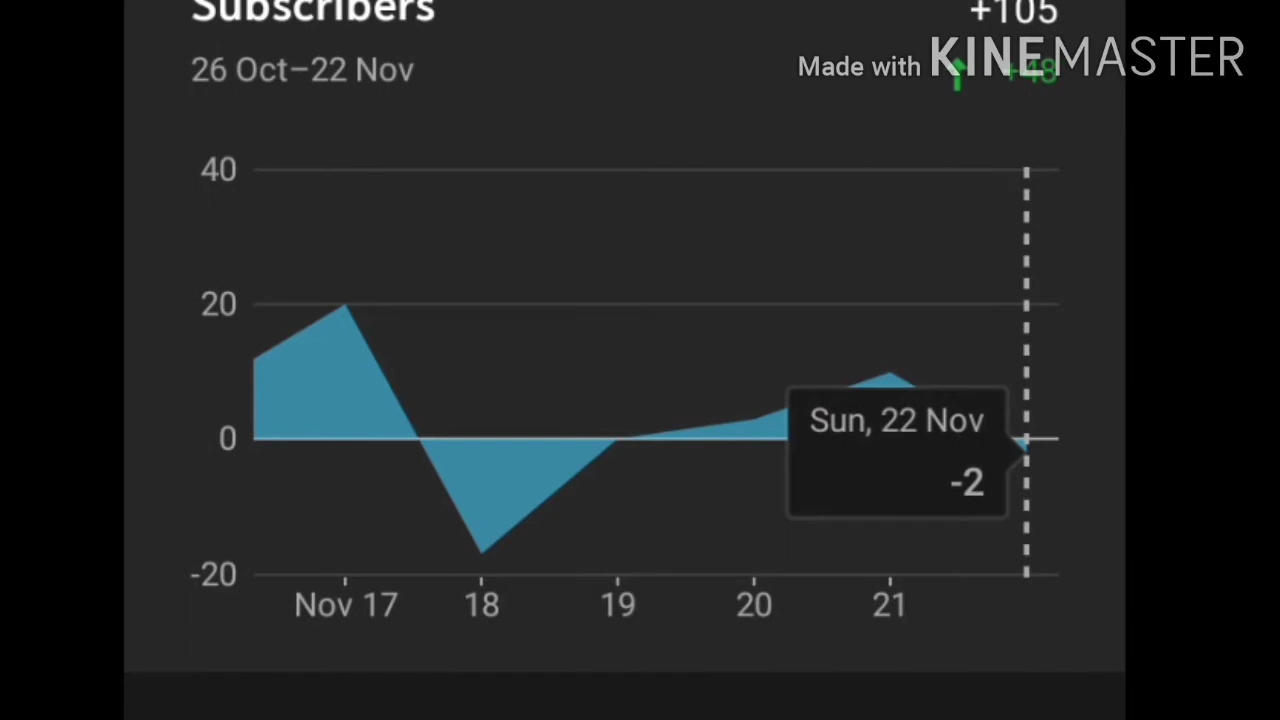 Subscribers
+105
26 Oct–22 Nov
Made with KINEMASTER
+48
40
20
0
-20
Sun, 22 Nov
-2
Nov 17 18 19 20 21